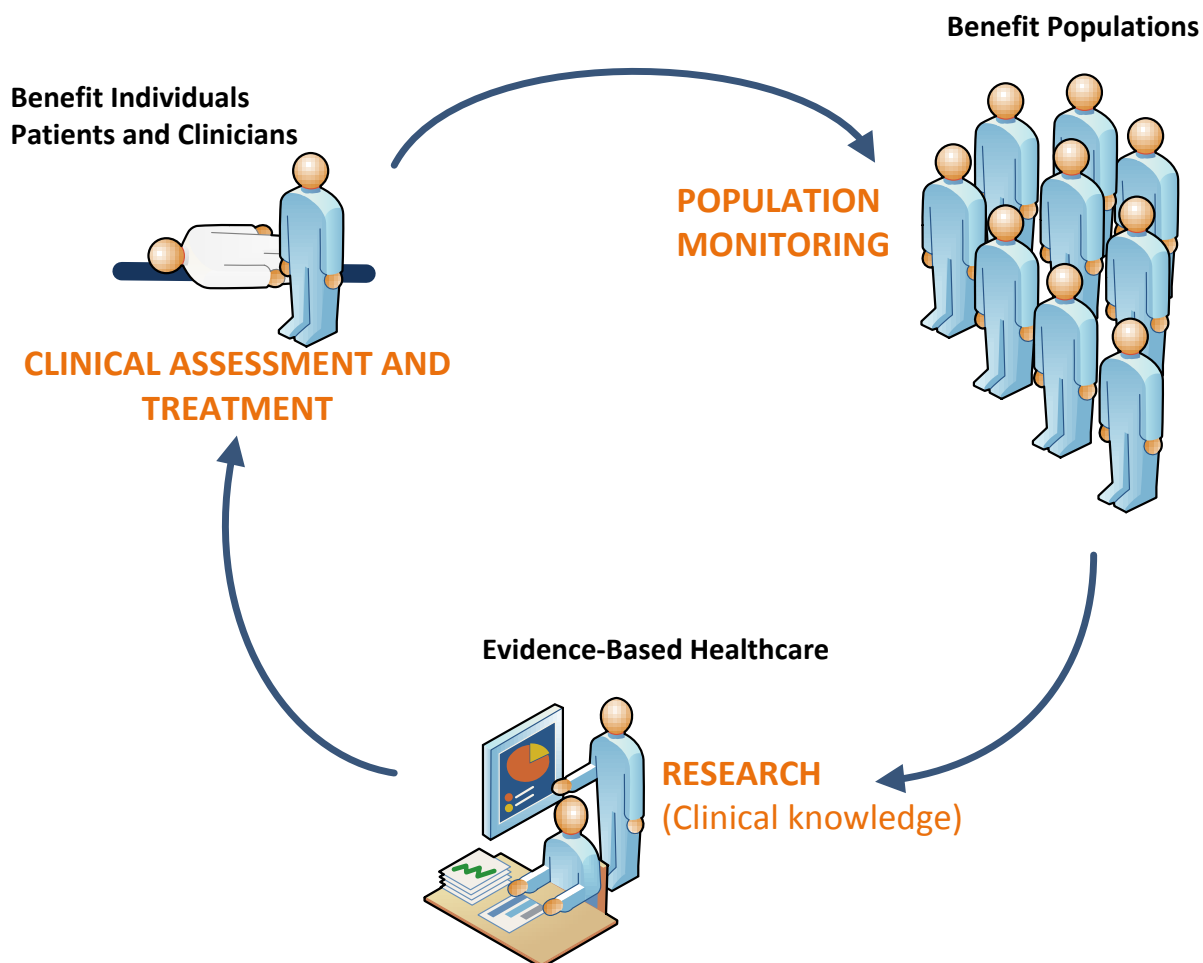 Benefit Populations
Benefit Individuals
Patients and Clinicians
POPULATION
MONITORING
CLINICAL ASSESSMENT AND
TREATMENT
Evidence-Based Healthcare
RESEARCH
(Clinical knowledge)